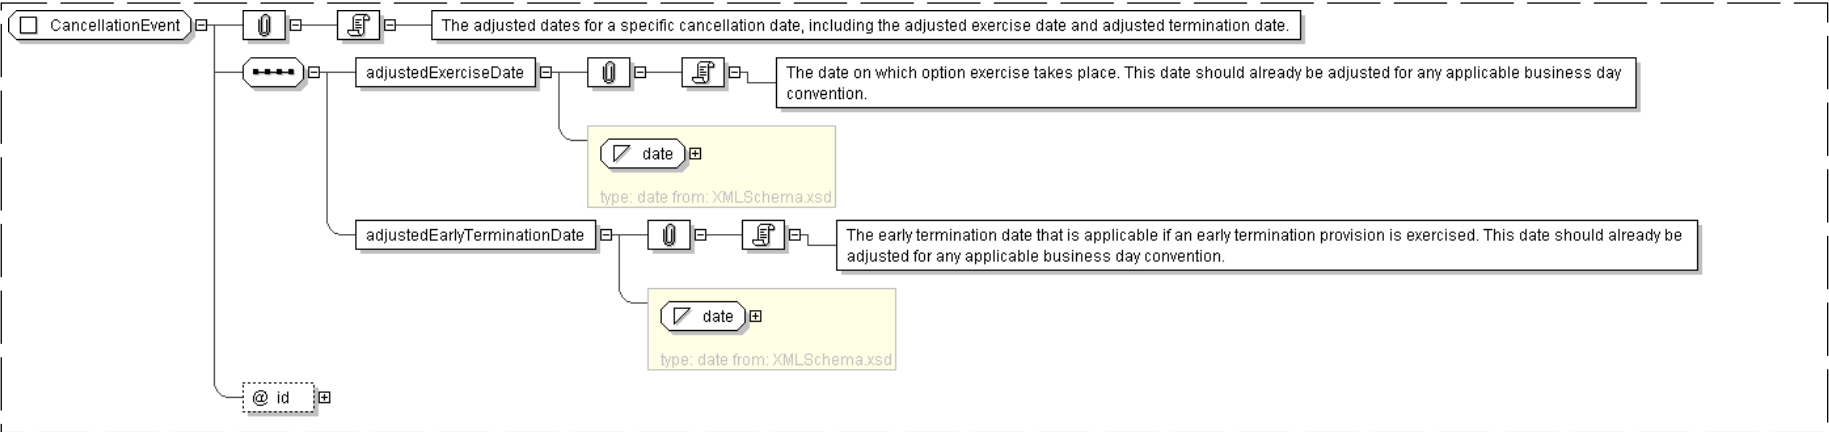 CancellationEvent
The adjusted dates for a specific cancellation date, including the adjusted exercise date and adjusted termination date.
adjustedExerciseDate
The date on which option exercise takes place. This date should already be adjusted for any applicable business day
convention.
date
type: date from: XMLSchema.xsd
adjustedEarlyTerminationDate
The early termination date that is applicable if an early termination provision is exercised. This date should already be
adjusted for any applicable business day convention.
date
type: date from: XMLSchema.xsd
@ id